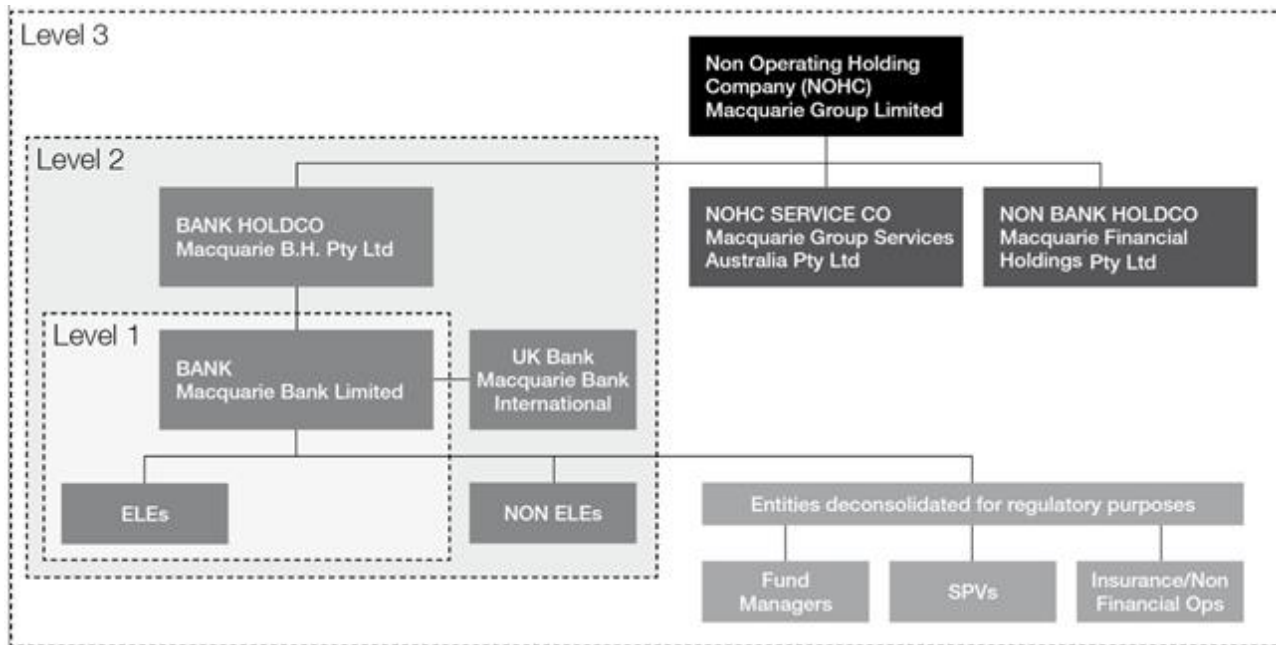 Level 3
Non Operating Holding
Company (NOHC)
Macquarie Group Limited
Level 2
BANK HOLDCO
Macquarie B.H. Pty Ltd
NOHC SERVICE CO
Macquarie Group Services
Australia Pty Ltd
NON BANK HOLDCO
Macquarie Financial
Holdings Pty Ltd
Level 1
BANK
Macquarie Bank Limited
UK Bank
Macquarie Bank
International
ELEs
NON ELEs
Entities deconsolidated for regulatory purposes
Fund
Managers
SPVs
Insurance/Non
Financial Ops